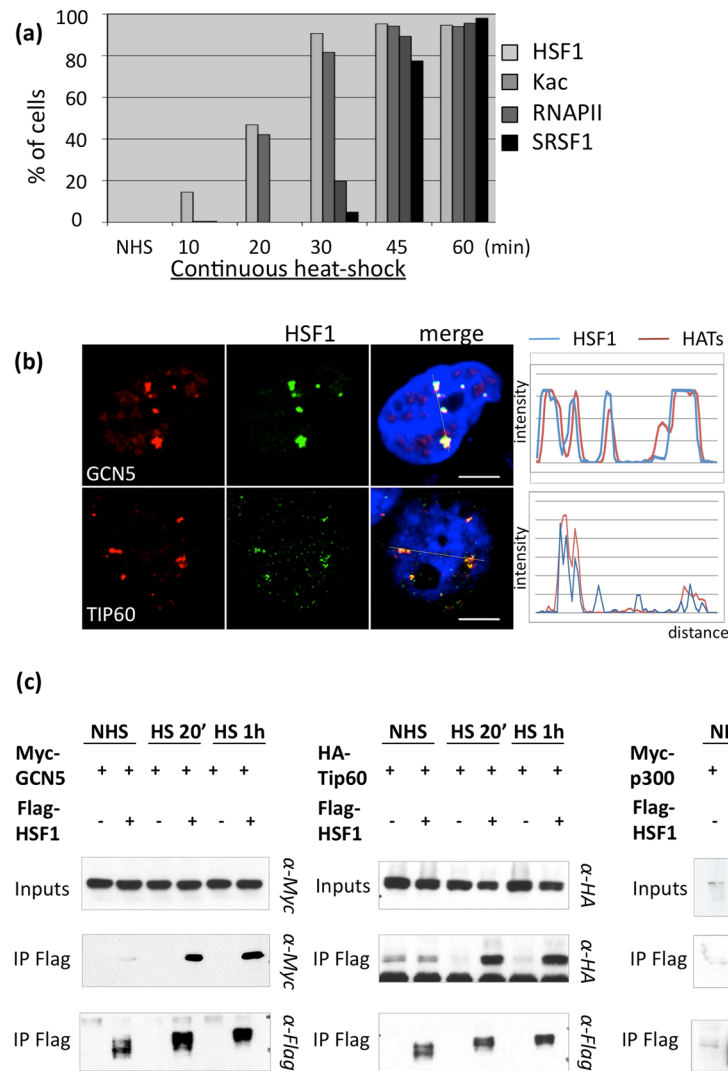 (a)
100
80
60
40
20
0
% of cells
HSF1
Kac
RNAPII
SRSF1
NHS 10 20 30 45 60 (min)
Continuous heat-shock
(b)
HSF1 merge
GCN5
TIP60
HSF1 HATs
intensity
intensity
distance
(c)
NHS HS 20’ HS 1h
Myc-
GCN5
+ + + + + +
Flag-
HSF1
- + - + - +
Inputs α-Myc
IP Flag α-Myc
IP Flag α-Flag
NHS HS 20’ HS 1h
HA-
Tip60
+ + + + + +
Flag-
HSF1
- + - + - +
Inputs α-HA
IP Flag α-HA
IP Flag α-Flag
Myc-
p300
+
Flag-
HSF1
-
Inputs
IP Flag
IP Flag